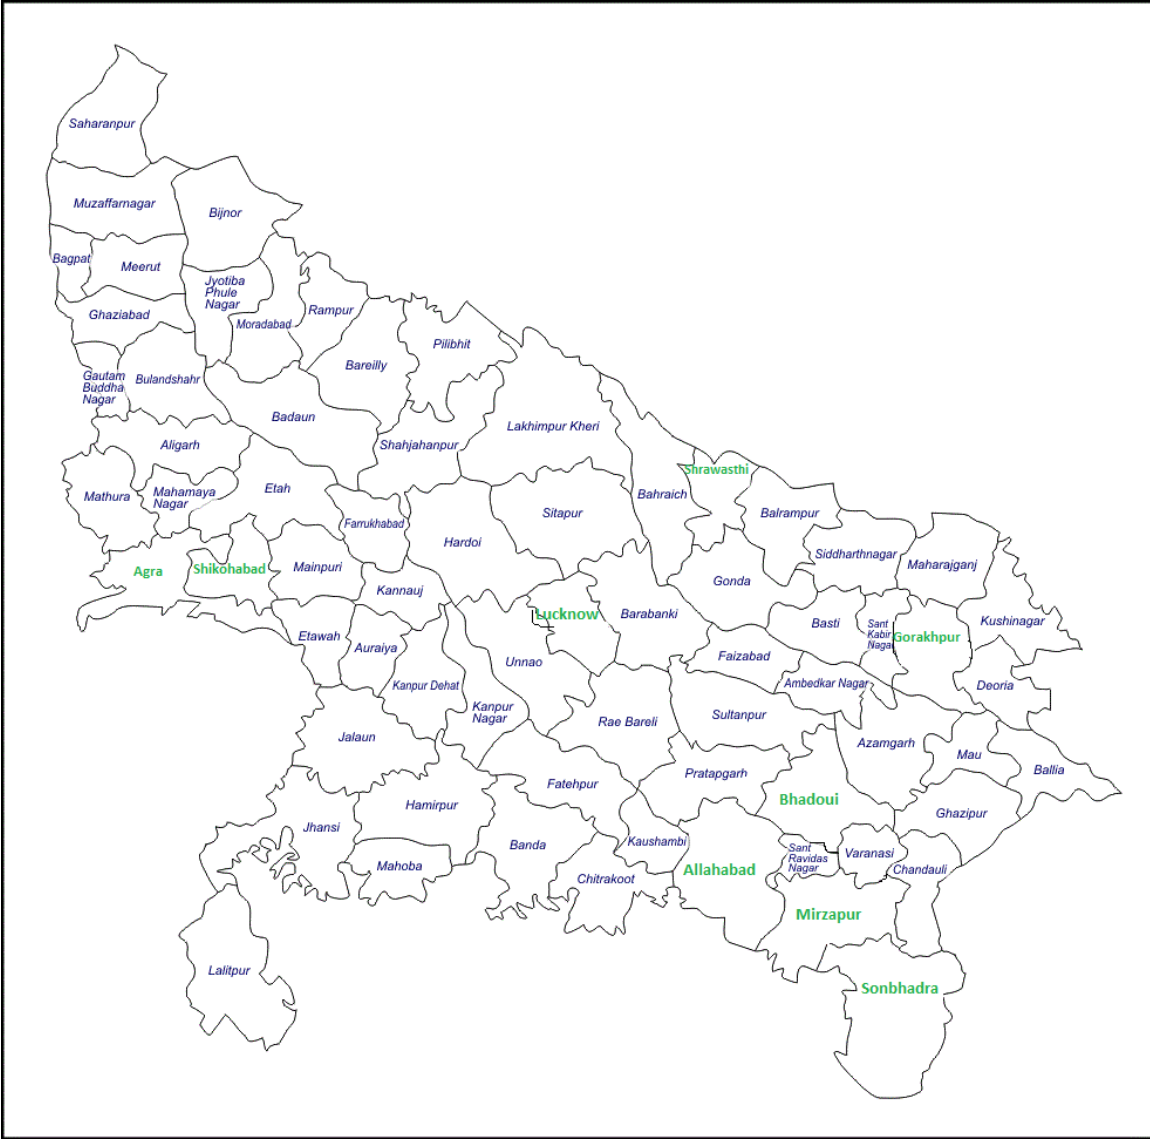 Saharanpur
Muzaffarnagar
Bijnor
Bagpat
Meerut
Jyotiba
Phule
Nagar
Ghaziabad
Moradabad
Rampur
Pilibhit
Bareilly
Gautam
Buddha
Nagar
Bulandshahr
Badaun
Lakhimpur Kheri
Aligarh
Shahjahanpur
Shrawasthi
Mathura
Mahamaya
Nagar
Etah
Bahraich
Farrukhabad
Sitapur
Balrampur
Hardoi
Siddharthnagar
Maharajganj
Agra
Shikohabad
Mainpuri
Gonda
Kannauj
Lucknow
Barabanki
Basti
Sant
Kabir
Nagar
Gorakhpur
Kushinagar
Etawah
Auraiya
Unnao
Faizabad
Kanpur Dehat
Ambedkar Nagar
Deoria
Kanpur
Nagar
Rae Bareli
Sultanpur
Jalaun
Azamgarh
Mau
Ballia
Fatehpur
Pratapgarh
Bhadoui
Hamirpur
Ghazipur
Jhansi
Banda
Kaushambi
Sant
Ravidas
Nagar
Varanasi
Mahoba
Chitrakoot
Allahabad
Chandauli
Mirzapur
Lalitpur
Sonbhadra